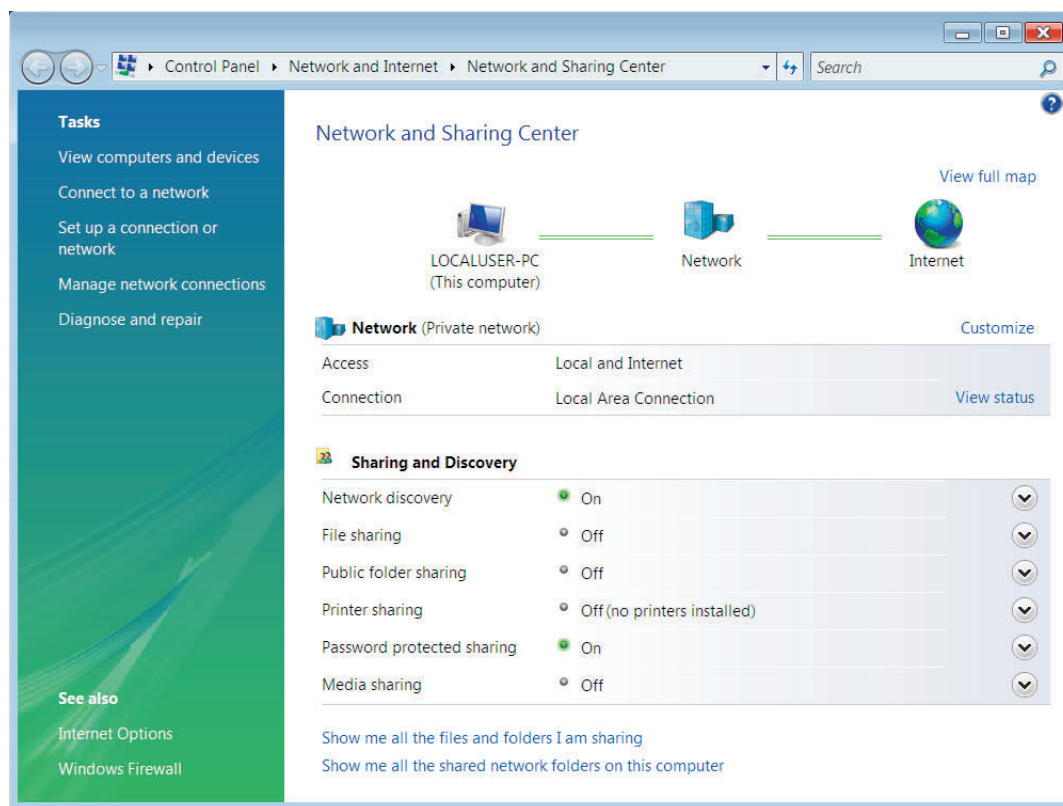 Control Panel Network and Internet Network and Sharing Center Search
Tasks
View computers and devices
Connect to a network
Set up a connection or
network
Manage network connections
Diagnose and repair
See also
Internet Options
Windows Firewall
?
Network and Sharing Center
View full map
LOCALUSER-PC
(This computer)
Network
Internet
Network (Private network) Customize
Access Local and Internet
Connection Local Area Connection View status
Sharing and Discovery
Network discovery On
File sharing Off
Public folder sharing Off
Printer sharing Off (no printers installed)
Password protected sharing On
Media sharing Off
Show me all the files and folders I am sharing
Show me all the shared network folders on this computer